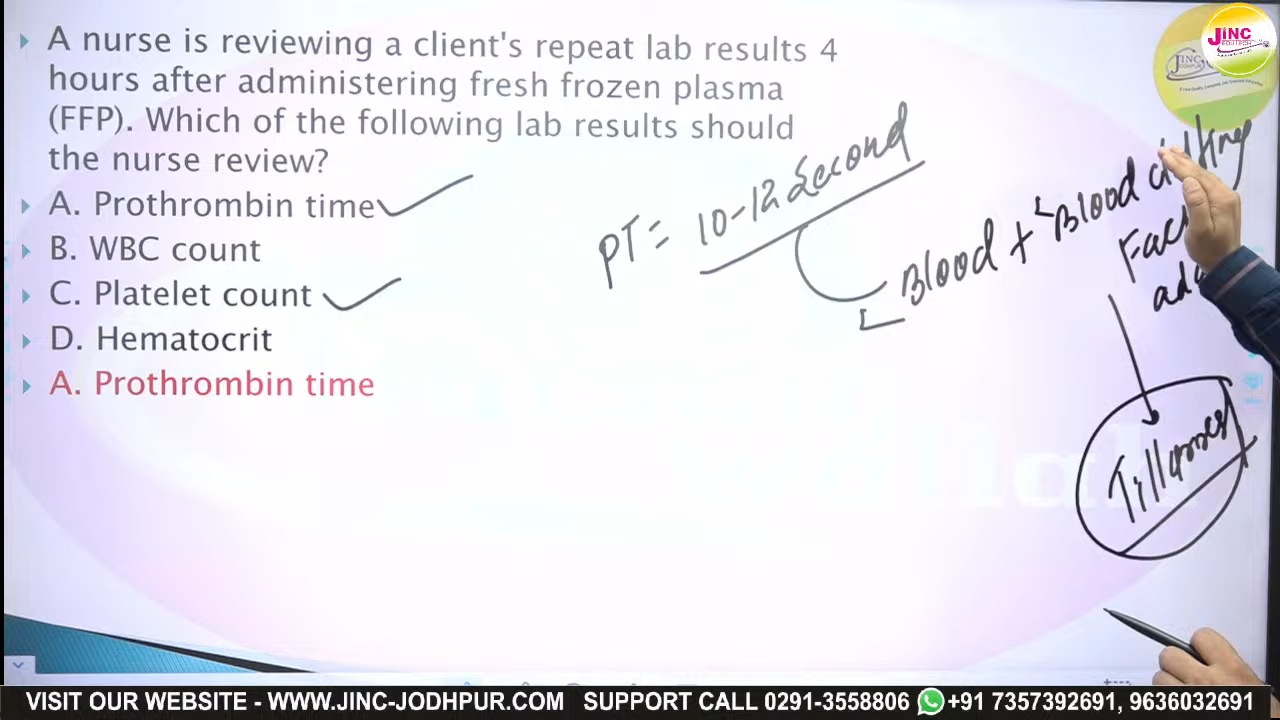 A nurse is reviewing a client's repeat lab results 4
hours after administering fresh frozen plasma
(FFP). Which of the following lab results should
the nurse review?
A. Prothrombin time
B. WBC count
C. Platelet count
D. Hematocrit
A. Prothrombin time
PT = 10-12 Second
Blood + Blood
JINC
VISIT OUR WEBSITE - WWW.JINC-JODHPUR.COM SUPPORT CALL 0291-3558806 +91 7357392691, 9636032691